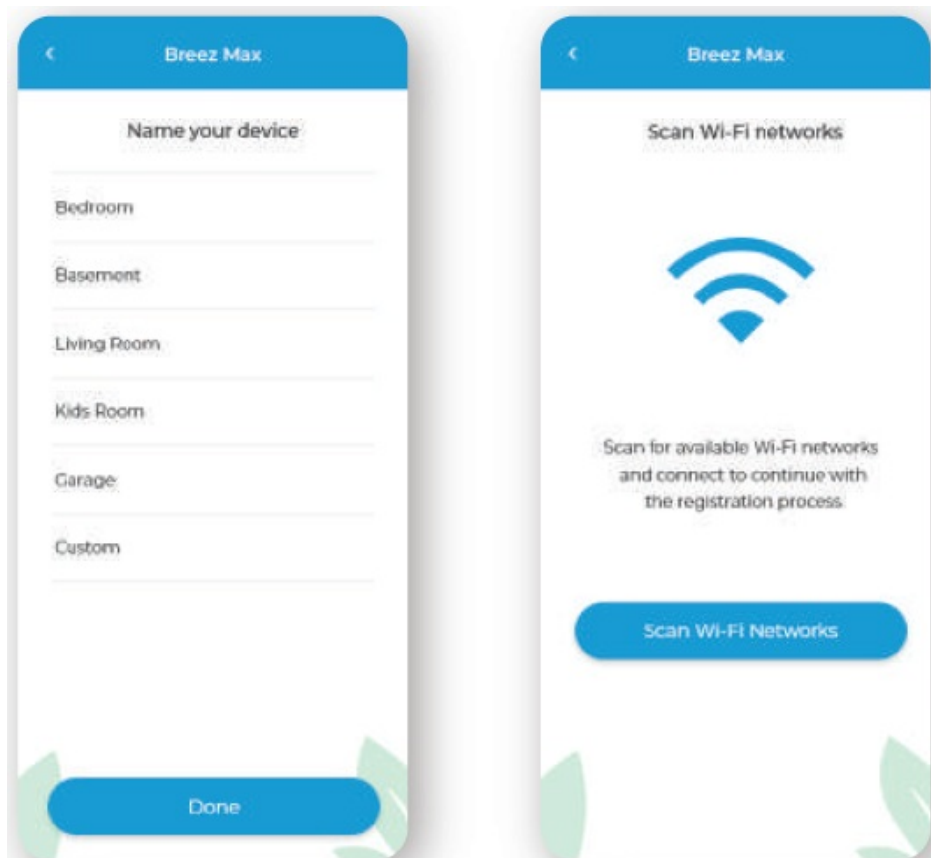 Breez Max
Name your device
Bedroom
Basement
Living Room
Kids Room
Garage
Custom
Done
Breez Max
Scan Wi-Fi networks
Scan for available Wi-Fi networks
and connect to continue with
the registration process
Scan Wi-Fi Networks